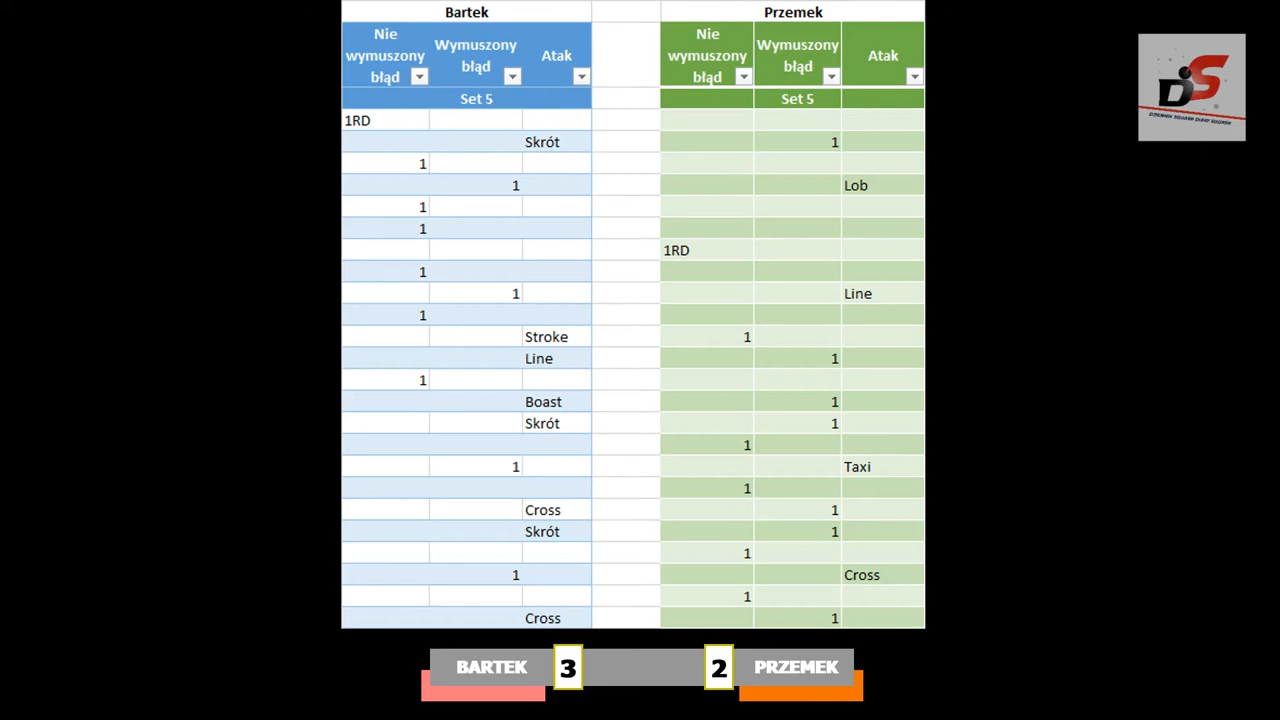 Bartek Przemek
Nie wymuszony błąd Wymuszony błąd Atak Nie wymuszony błąd Wymuszony błąd Atak
Set 5 Set 5
1RD
Skrót 1
1
1 Lob
1
1
1RD
1
1 Line
1
Stroke 1
Line 1
1
Boast 1
Skrót 1
1
1 Taxi
1
Cross 1
Skrót 1
1
1 Cross
1
Cross 1
BARTEK 3 2 PRZEMEK
DS